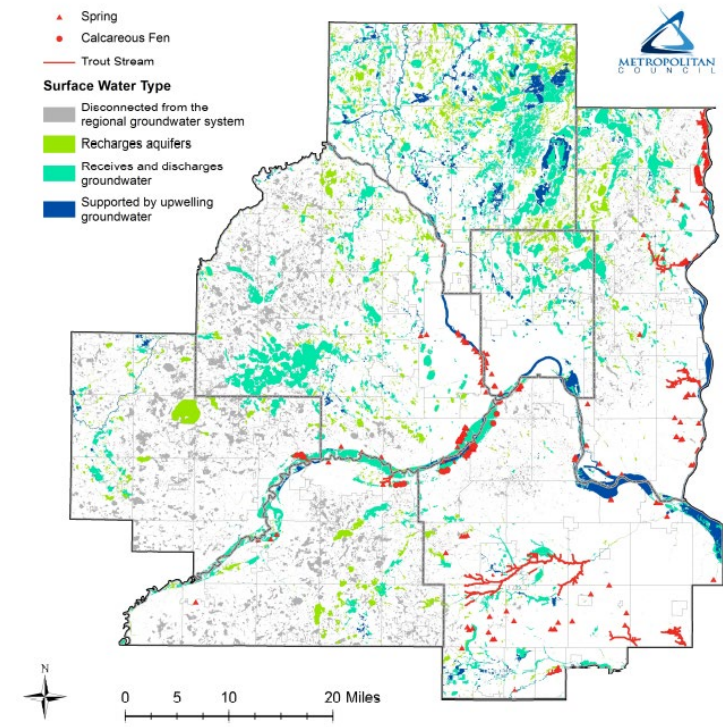 Spring
Calcareous Fen
Trout Stream
Surface Water Type
Disconnected from the
regional groundwater system
Recharges aquifers
Receives and discharges
groundwater
Supported by upwelling
groundwater
METROPOLITAN
COUNCIL
N
0 5 10 20 Miles